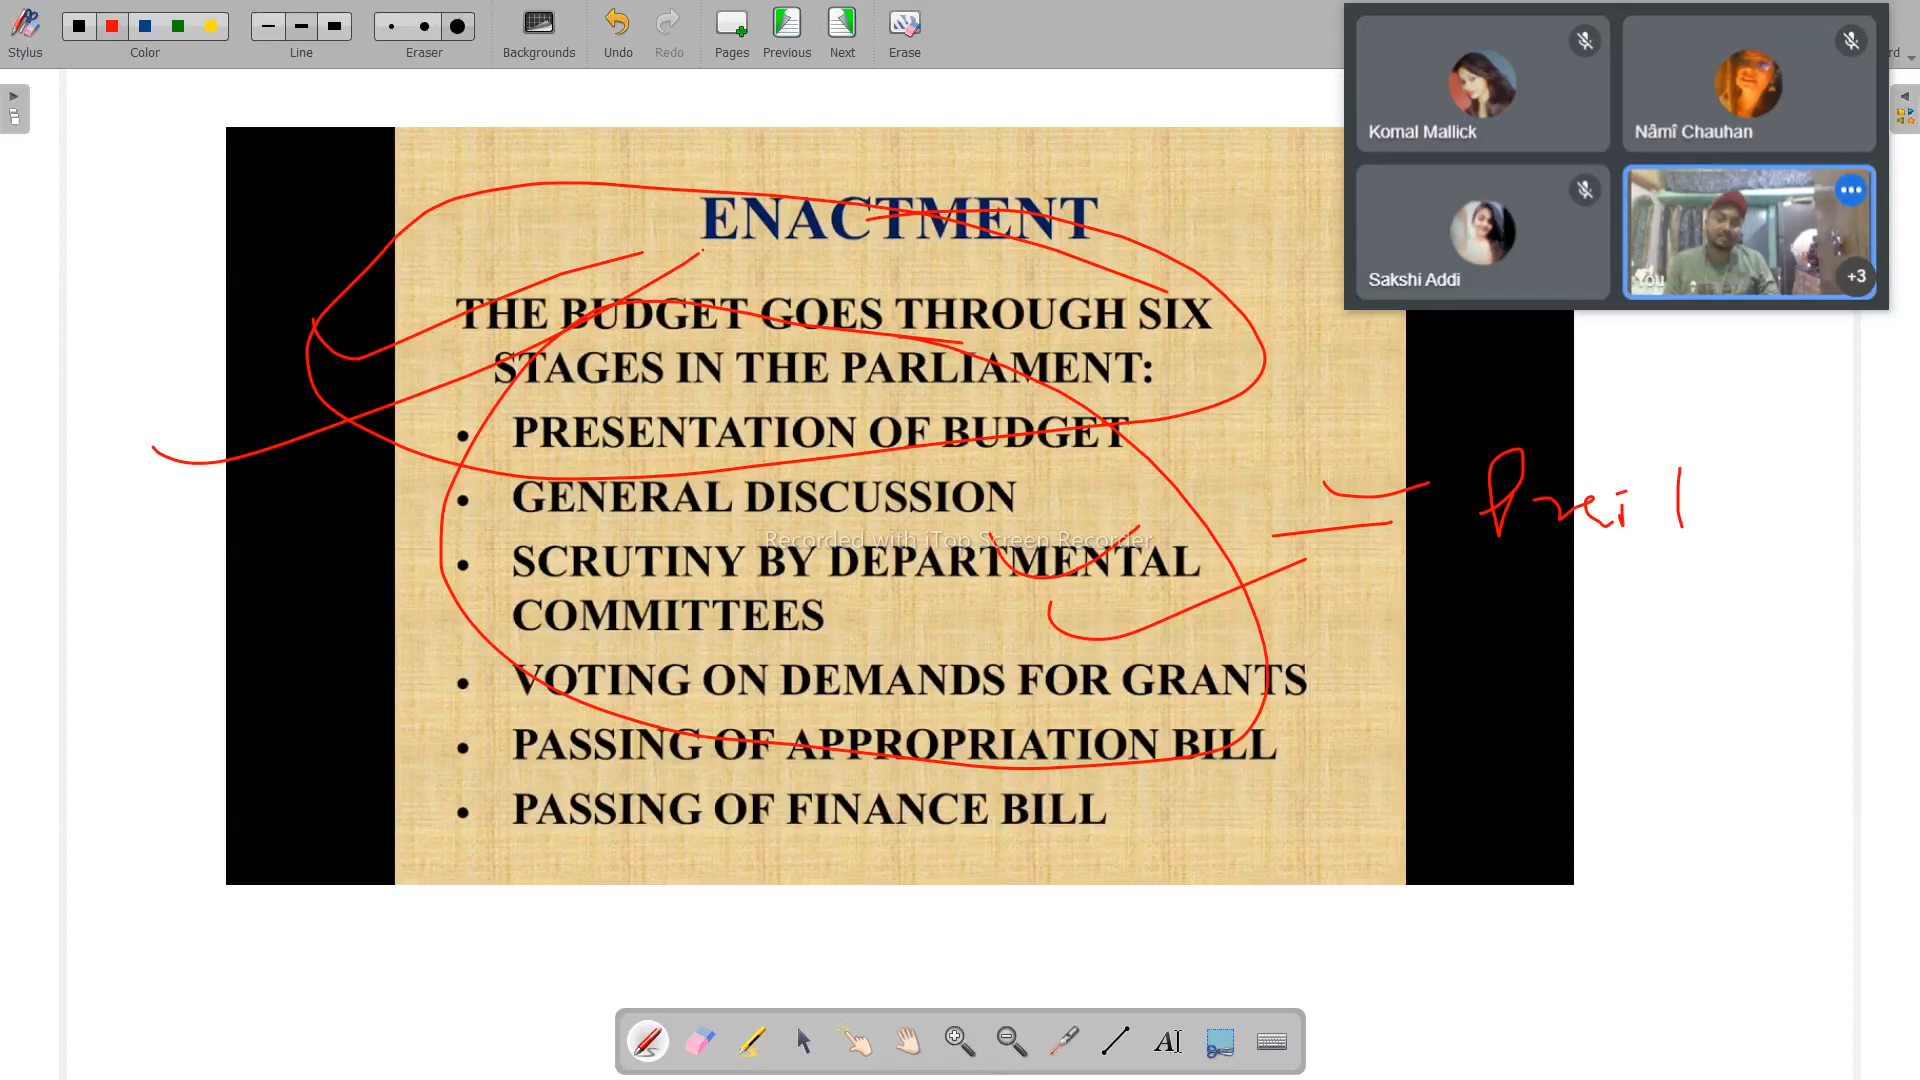 Stylus Color Line Eraser Backgrounds Undo Redo Pages Previous Next Erase rd
Komal Mallick
Nâmî Chauhan
Sakshi Addi
You
+3
ENACTMENT
THE BUDGET GOES THROUGH SIX
STAGES IN THE PARLIAMENT:
• PRESENTATION OF BUDGET
• GENERAL DISCUSSION
Recorded with iTop Screen Recorder
• SCRUTINY BY DEPARTMENTAL
COMMITTEES
• VOTING ON DEMANDS FOR GRANTS
• PASSING OF APPROPRIATION BILL
• PASSING OF FINANCE BILL